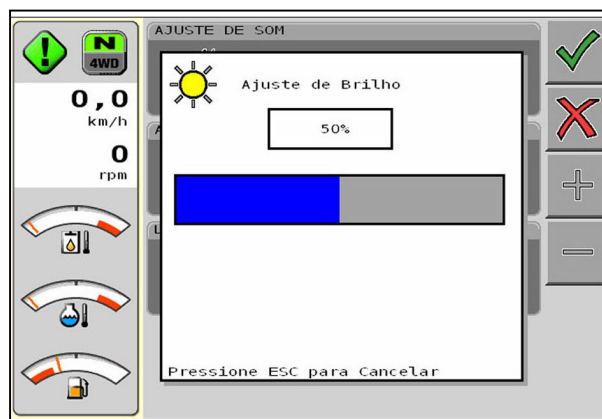 AJUSTE DE SOM
N
4WD
0,0
km/h
0
rpm
Ajuste de Brilho
50%
A
L
Pressione ESC para Cancelar